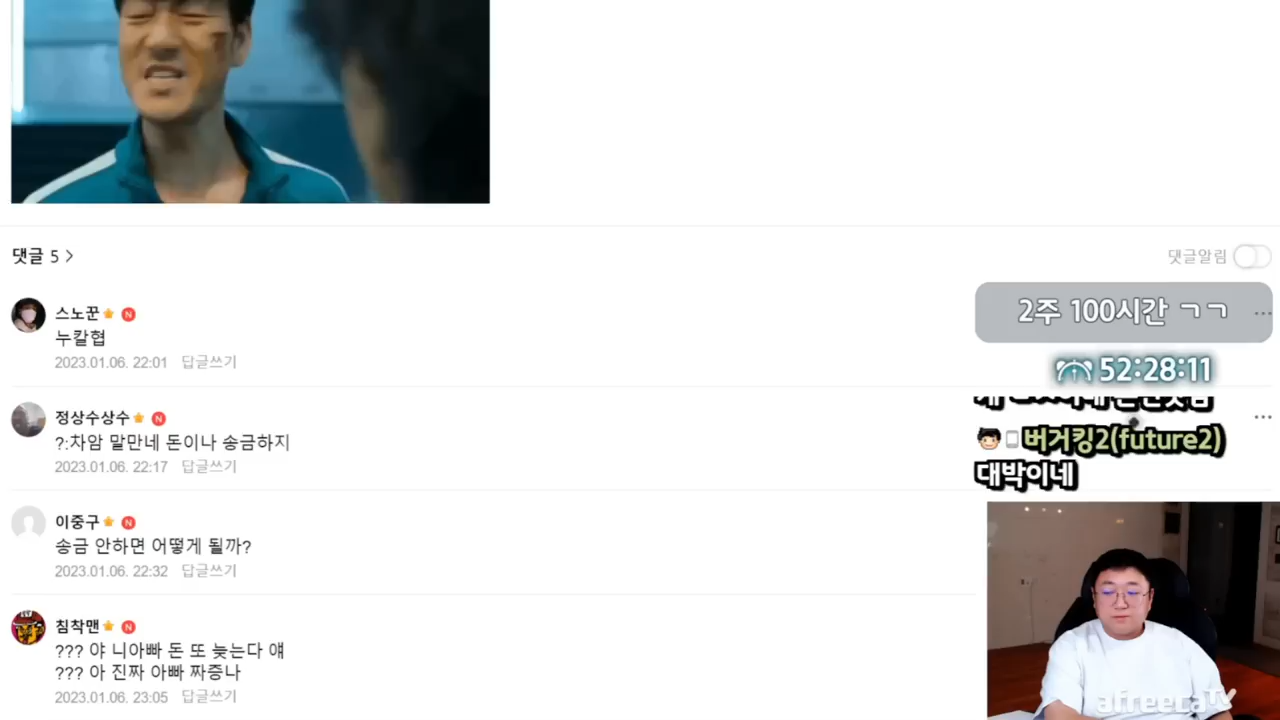 댓글 5 >
댓글알림
스노꾼 N
누칼협
2023.01.06. 22:01 답글쓰기
2주 100시간 ㄱㄱ
52:28:11
정상수상수 N
?:차암 말만네 돈이나 송금하지
2023.01.06. 22:17 답글쓰기
버거킹2(future2)
대박이네
이중구 N
송금 안하면 어떻게 될까?
2023.01.06. 22:32 답글쓰기
침착맨 N
??? 야 니아빠 돈 또 늦는다 얘
??? 아 진짜 아빠 짜증나
2023.01.06. 23:05 답글쓰기
afreecaTV